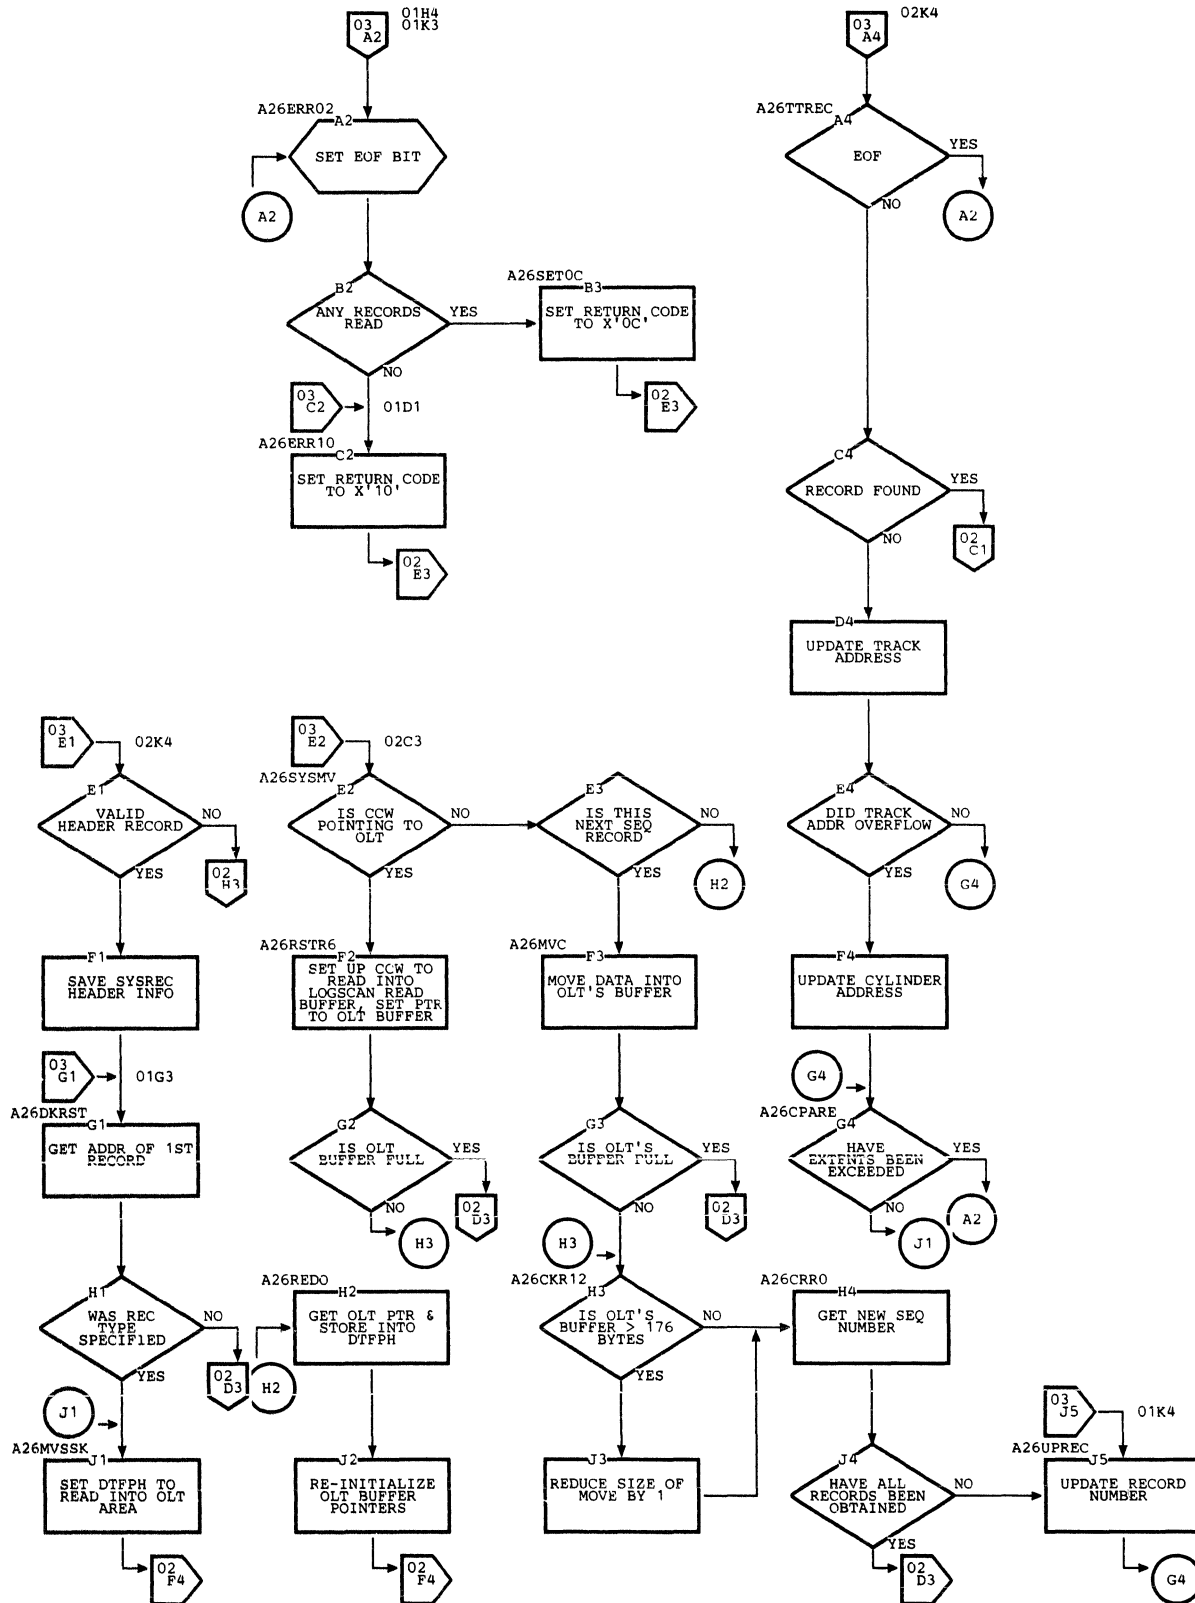 03
A2
01H4
01K3
03
A4
02K4
A26ERR02
A2
SET EOF BIT
A2
A26TTREC
A4
EOF
YES
NO
A2
B2
ANY RECORDS
READ
YES
NO
A26SET0C
B3
SET RETURN CODE
TO X'0C'
02
E3
03
C2
01D1
A26ERR10
C2
SET RETURN CODE
TO X'10'
02
E3
C4
RECORD FOUND
YES
NO
02
C1
D4
UPDATE TRACK
ADDRESS
03
E1
02K4
E1
VALID
HEADER RECORD
NO
YES
02
H3
03
E2
02C3
A26SYSMV
E2
IS CCW
POINTING TO
OLT
NO
YES
E3
IS THIS
NEXT SEQ
RECORD
NO
YES
H2
E4
DID TRACK
ADDR OVERFLOW
NO
YES
G4
F1
SAVE SYSREC
HEADER INFO
A26RSTR6
F2
SET UP CCW TO
READ INTO
LOGSCAN READ
BUFFER, SET PTR
TO OLT BUFFER
A26MVC
F3
MOVE DATA INTO
OLT'S BUFFER
F4
UPDATE CYLINDER
ADDRESS
03
G1
01G3
A26DKRST
G1
GET ADDR OF 1ST
RECORD
G2
IS OLT
BUFFER FULL
YES
NO
02
D3
H3
G3
IS OLT'S
BUFFER FULL
YES
NO
02
D3
G4
A26CPARE
G4
HAVE
EXTENTS BEEN
EXCEEDED
YES
NO
A2
J1
H1
WAS REC
TYPE
SPECIFIED
NO
YES
02
D3
A26REDO
H2
GET OLT PTR &
STORE INTO
DTFPH
H2
H3
A26CKR12
H3
IS OLT'S
BUFFER > 176
BYTES
NO
YES
A26CRR0
H4
GET NEW SEQ
NUMBER
J1
A26MVSSK
J1
SET DTFPH TO
READ INTO OLT
AREA
02
F4
J2
RE-INITIALIZE
OLT BUFFER
POINTERS
02
F4
J3
REDUCE SIZE OF
MOVE BY 1
J4
HAVE ALL
RECORDS BEEN
OBTAINED
NO
YES
02
D3
03
J5
01K4
A26UPREC
J5
UPDATE RECORD
NUMBER
G4